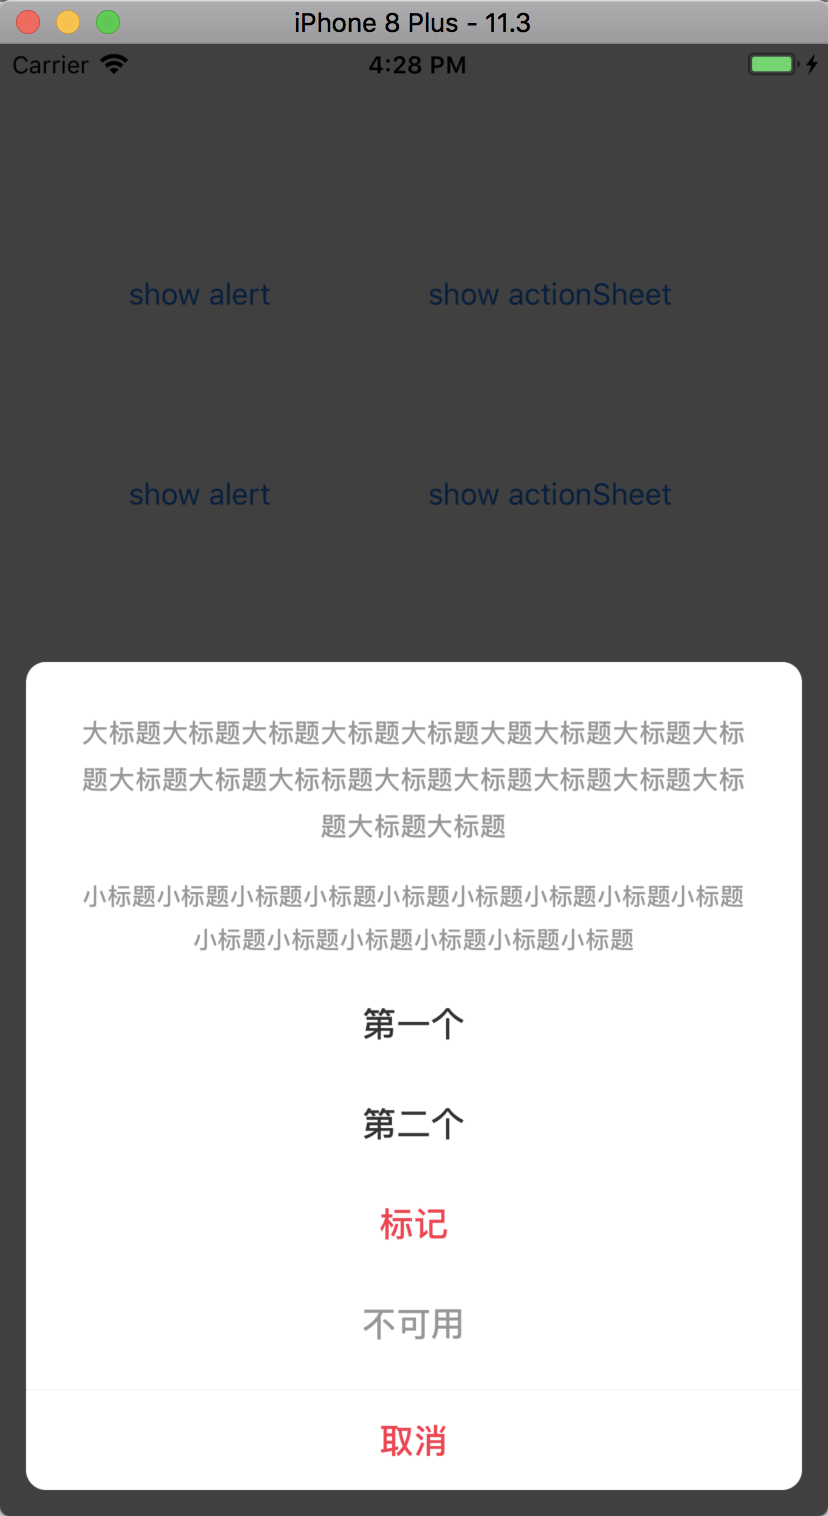 iPhone 8 Plus - 11.3
Carrier 4:28 PM
show alert show actionSheet
show alert show actionSheet
大标题大标题大标题大标题大标题大题大标题大标题大标
题大标题大标题大标标题大标题大标题大标题大标题大标
题大标题大标题
小标题小标题小标题小标题小标题小标题小标题小标题小标题
小标题小标题小标题小标题小标题小标题
第一个
第二个
标记
不可用
取消